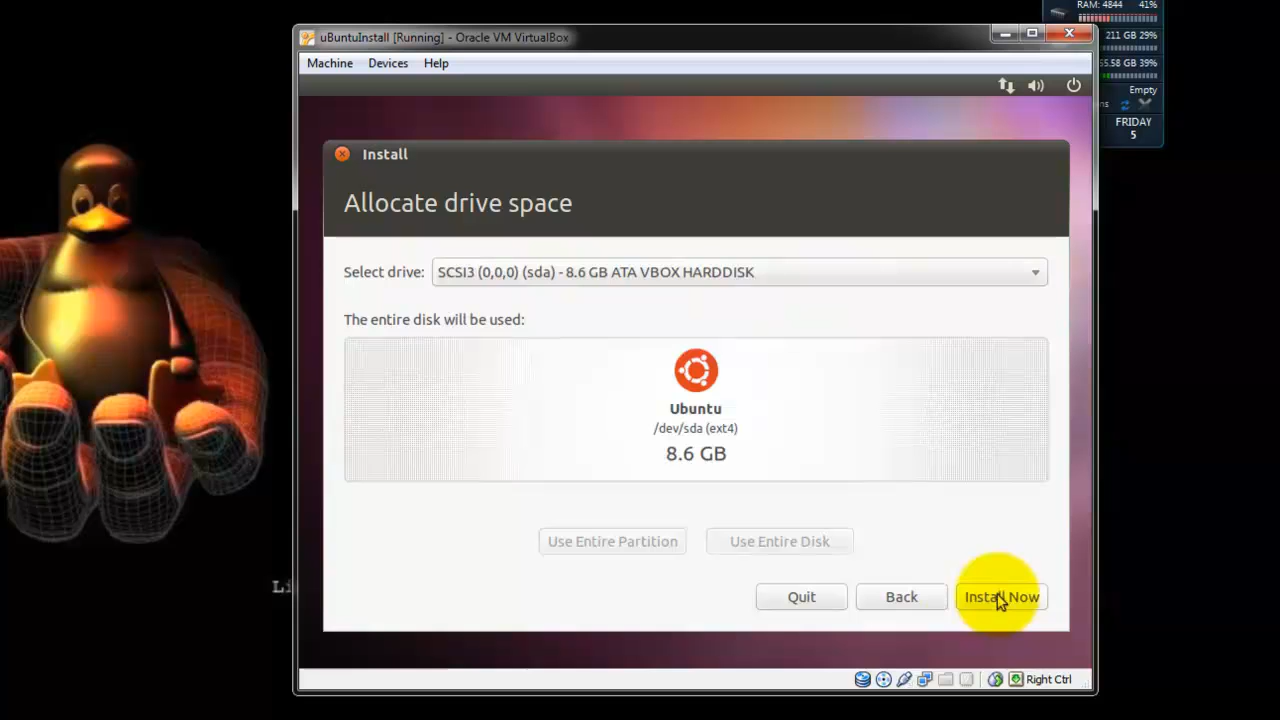 RAM: 4844 41%
uBuntuInstall [Running] - Oracle VM VirtualBox
211 GB 29%
Machine Devices Help
55.58 GB 39%
Empty
Install
FRIDAY
5
Allocate drive space
Select drive: SCSI3 (0,0,0) (sda) - 8.6 GB ATA VBOX HARDDISK
The entire disk will be used:
Ubuntu
/dev/sda (ext4)
8.6 GB
Use Entire Partition Use Entire Disk
Li
Quit Back Install Now
Right Ctrl